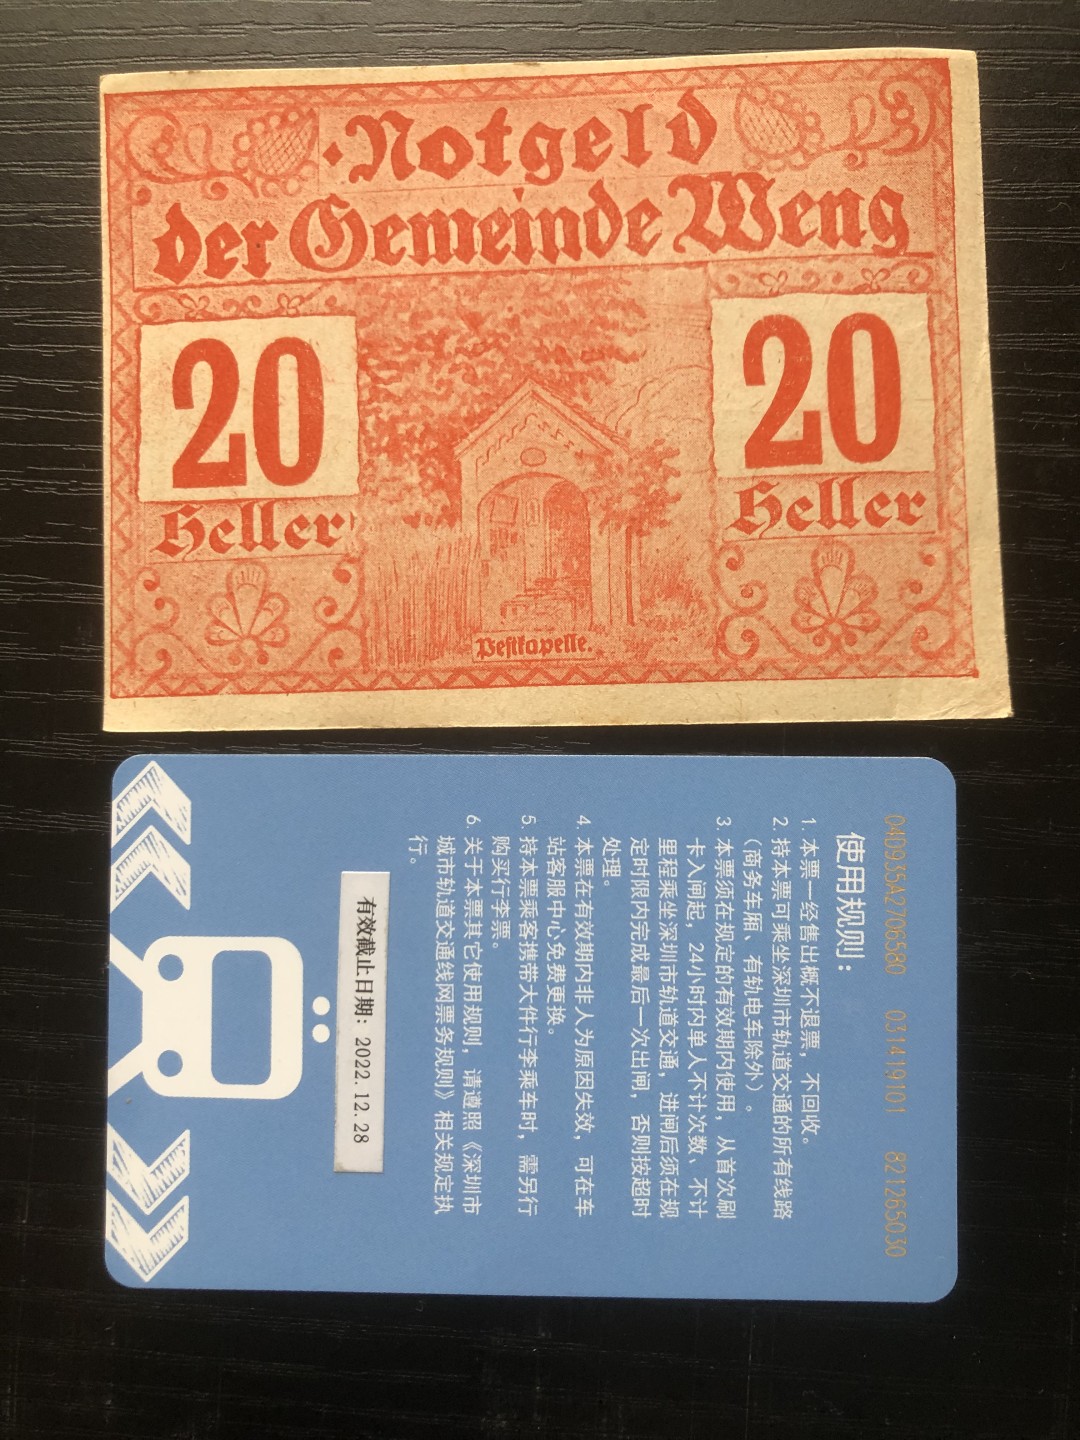 Notgeld
der Gemeinde Weng
20
Heller
20
Heller
Pestkapelle.
04D935A2706580 031419101 821265030
使用规则：
1. 本票一经售出概不退票，不回收。
2. 持本票可乘坐深圳市轨道交通的所有线路
（商务车厢、有轨电车除外）。
3. 本票须在规定的有效期内使用，从首次刷
卡入闸起，24小时内单人不计次数、不计
里程乘坐深圳市轨道交通，进闸后须在规
定时限内完成最后一次出闸，否则按超时
处理。
4. 本票在有效期内非人为原因失效，可在车
站客服中心免费更换。
5. 持本票乘客携带大件行李乘车时，需另行
购买行李票。
6. 关于本票其它使用规则，请遵照《深圳市
城市轨道交通线网票务规则》相关规定执
行。
有效截止日期：2022.12.28